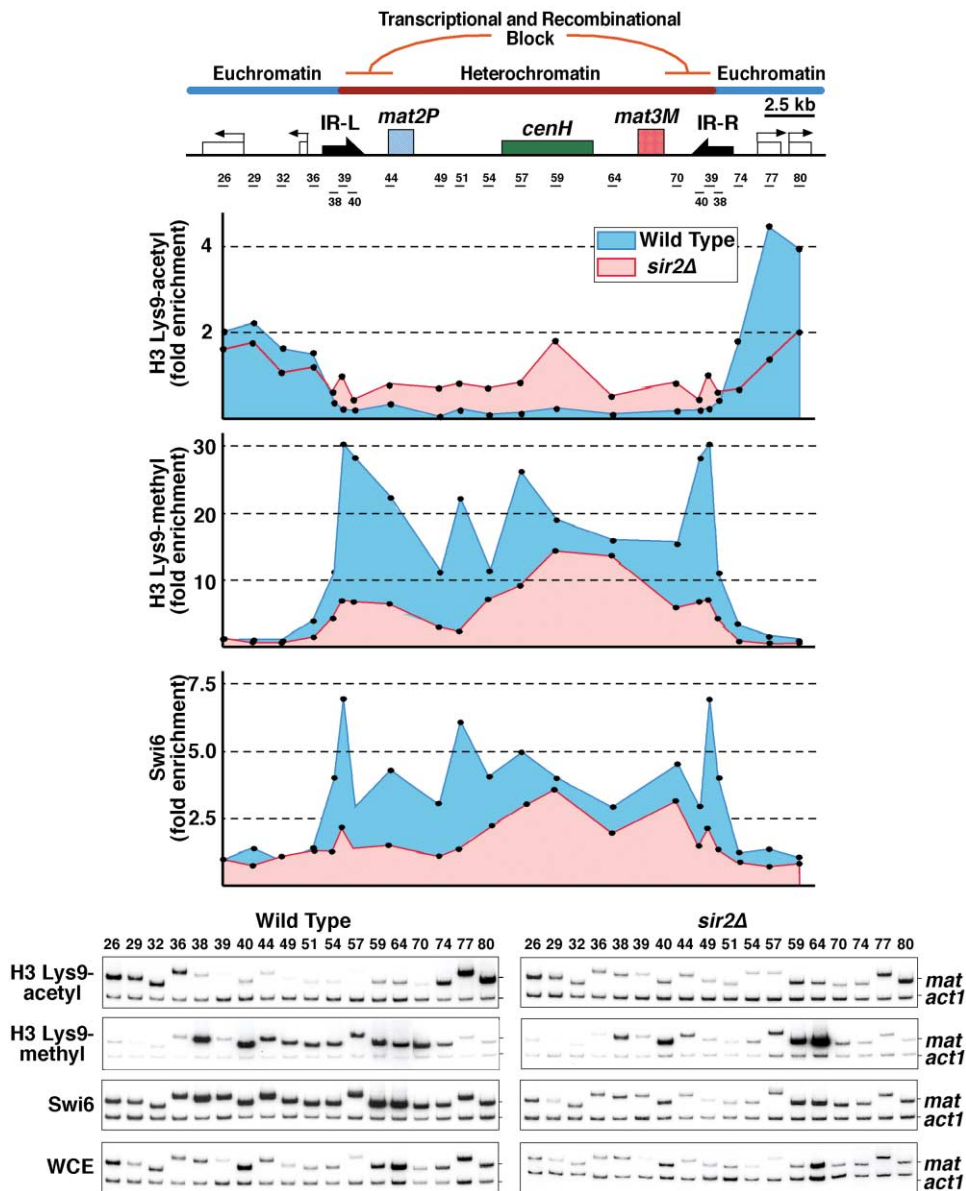 Transcriptional and Recombinational
Block
Euchromatin Heterochromatin Euchromatin
2.5 kb
IR-L mat2P cenH mat3M IR-R
26 29 32 36 39 44 49 51 54 57 59 64 70 39 74 77 80
38 40 40 38
H3 Lys9-acetyl
(fold enrichment)
4
2
Wild Type
sir2Δ
H3 Lys9-methyl
(fold enrichment)
30
20
10
Swi6
(fold enrichment)
7.5
5.0
2.5
Wild Type sir2Δ
26 29 32 36 38 39 40 44 49 51 54 57 59 64 70 74 77 80 26 29 32 36 38 39 40 44 49 51 54 57 59 64 70 74 77 80
H3 Lys9-
acetyl
mat
act1
H3 Lys9-
methyl
mat
act1
Swi6
mat
act1
WCE
mat
act1